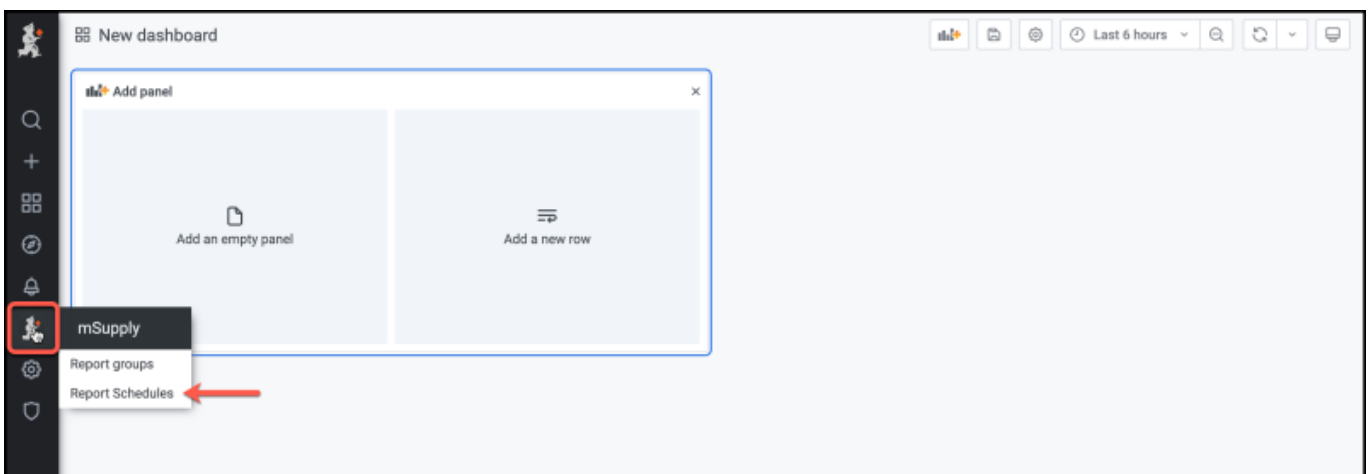 New dashboard
Last 6 hours
Add panel
Add an empty panel
Add a new row
mSupply
Report groups
Report Schedules